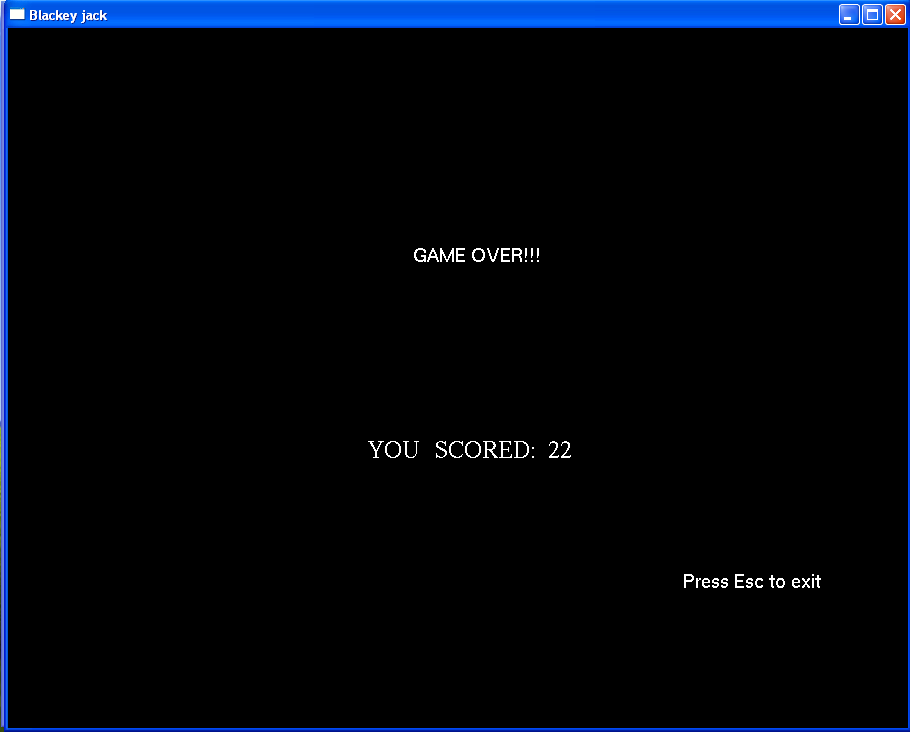 Blackey jack
GAME OVER!!!
YOU SCORED: 22
Press Esc to exit